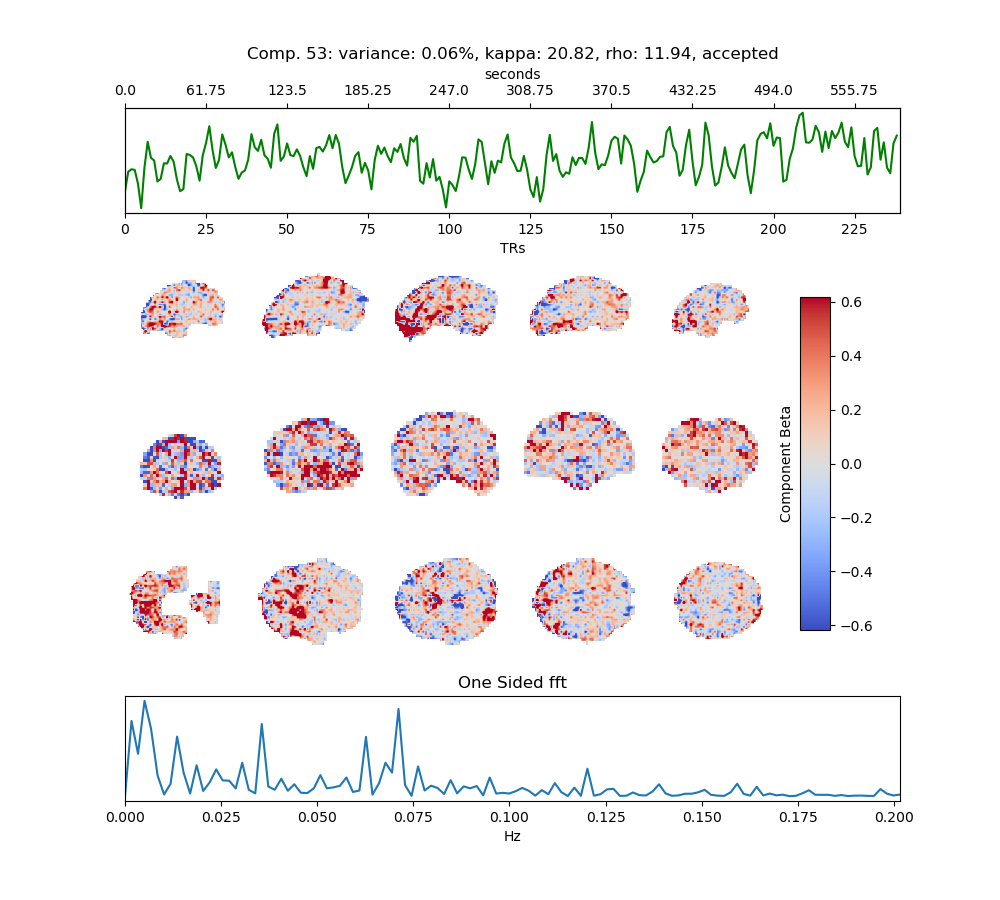 Comp. 53: variance: 0.06%, kappa: 20.82, rho: 11.94, accepted
seconds
0.0 61.75 123.5 185.25 247.0 308.75 370.5 432.25 494.0 555.75
0 25 50 75 100 125 150 175 200 225
TRs
0.6
0.4
0.2
0.0
−0.2
−0.4
−0.6
Component Beta
One Sided fft
0.000 0.025 0.050 0.075 0.100 0.125 0.150 0.175 0.200
Hz